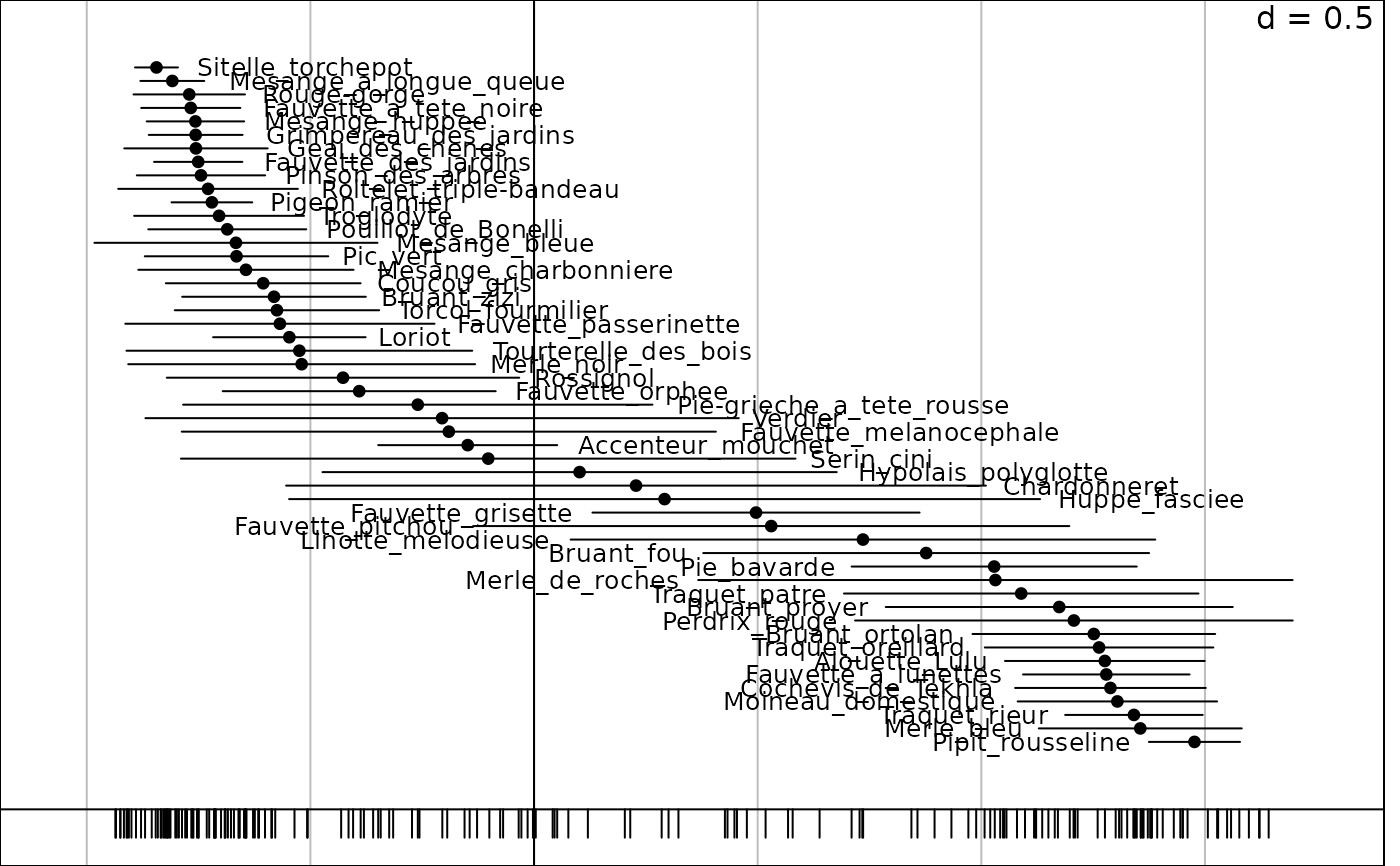 d = 0.5
Sitelle_torchepot
Mesange_a_longue_queue
Rouge-gorge
Fauvette_a_tete_noire
Mesange_huppee
Grimpereau_des_jardins
Geai_des_chenes
Fauvette_des_jardins
Pinson_des_arbres
Roitelet_triple-bandeau
Pigeon_ramier
Troglodyte
Pouillot_de_Bonelli
Mesange_bleue
Pic_vert
Mesange_charbonniere
Coucou_gris
Bruant_zizi
Torcol_fourmilier
Fauvette_passerinette
Loriot
Tourterelle_des_bois
Merle_noir
Rossignol
Fauvette_orphee
Pie-grieche_a_tete_rousse
Verdier
Fauvette_melanocephale
Accenteur_mouchet
Serin_cini
Hypolais_polyglotte
Chardonneret
Huppe_fasciee
Fauvette_grisette
Fauvette_pitchou
Linotte_melodieuse
Bruant_fou
Pie_bavarde
Merle_de_roches
Traquet_patre
Bruant_proyer
Perdrix_rouge
Bruant_ortolan
Traquet_oreillard
Alouette_Lulu
Fauvette_a_lunettes
Cochevis_de_Tekhla
Moineau_domestique
Traquet_rieur
Merle_bleu
Pipit_rousseline